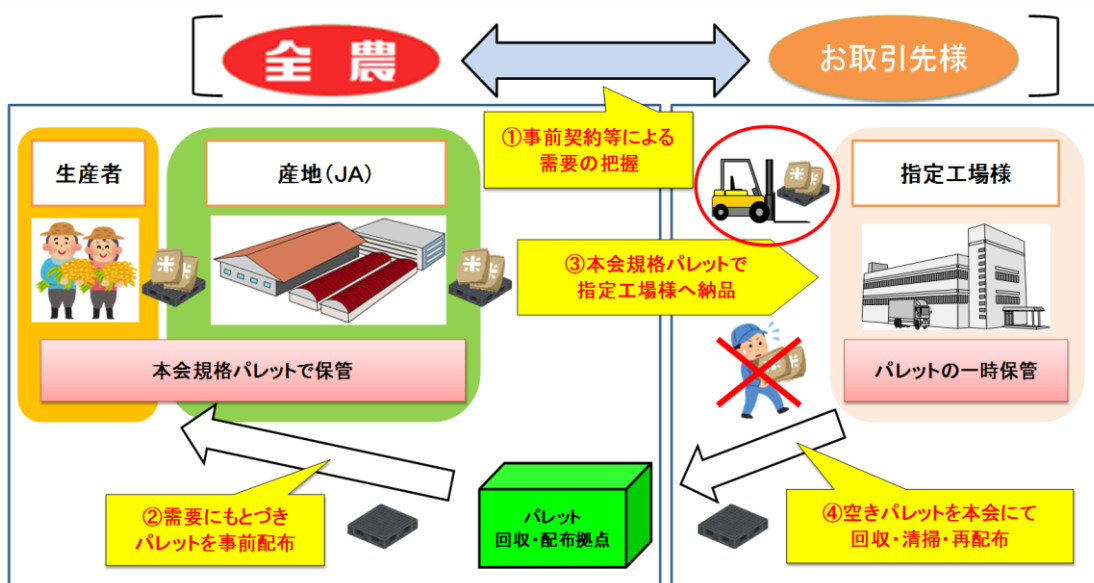 全 農
お取引先様
①事前契約等による
需要の把握
生産者
産地(JA)
指定工場様
米
米
米
③本会規格パレットで
指定工場様へ納品
米
本会規格パレットで保管
パレットの一時保管
②需要にもとづき
パレットを事前配布
パレット
回収・配布拠点
④空きパレットを本会にて
回収・清掃・再配布